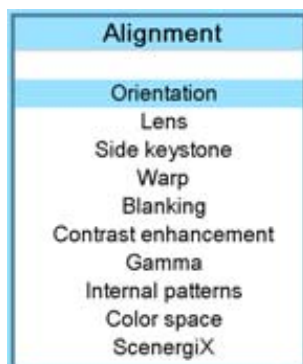 Alignment
Orientation
Lens
Side keystone
Warp
Blanking
Contrast enhancement
Gamma
Internal patterns
Color space
ScenergiX